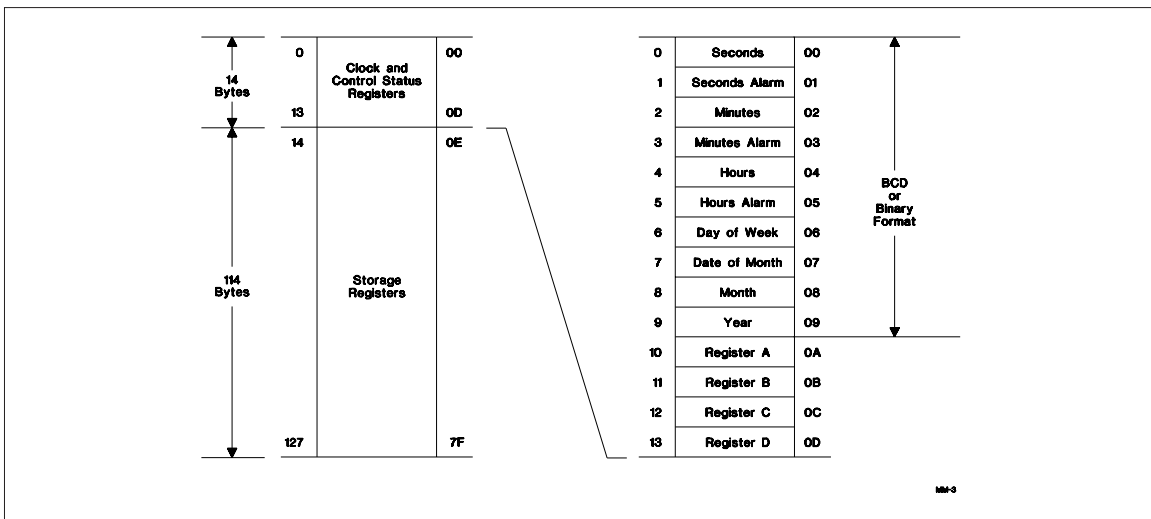 14
Bytes
0
Clock and
Control Status
Registers
00
13
0D
114
Bytes
14
Storage
Registers
0E
127
7F
0 Seconds 00
1 Seconds Alarm 01
2 Minutes 02
3 Minutes Alarm 03
4 Hours 04
5 Hours Alarm 05
6 Day of Week 06
7 Date of Month 07
8 Month 08
9 Year 09
10 Register A 0A
11 Register B 0B
12 Register C 0C
13 Register D 0D
BCD
or
Binary
Format
MM-3